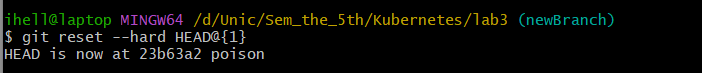 ihell@laptop MINGW64 /d/Unic/Sem_the_5th/Kubernetes/lab3 (newBranch)
$ git reset --hard HEAD@{1}
HEAD is now at 23b63a2 poison